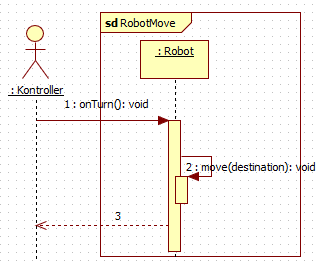 sd RobotMove
: Robot
: Kontroller
1 : onTurn(): void
2 : move(destination): void
3